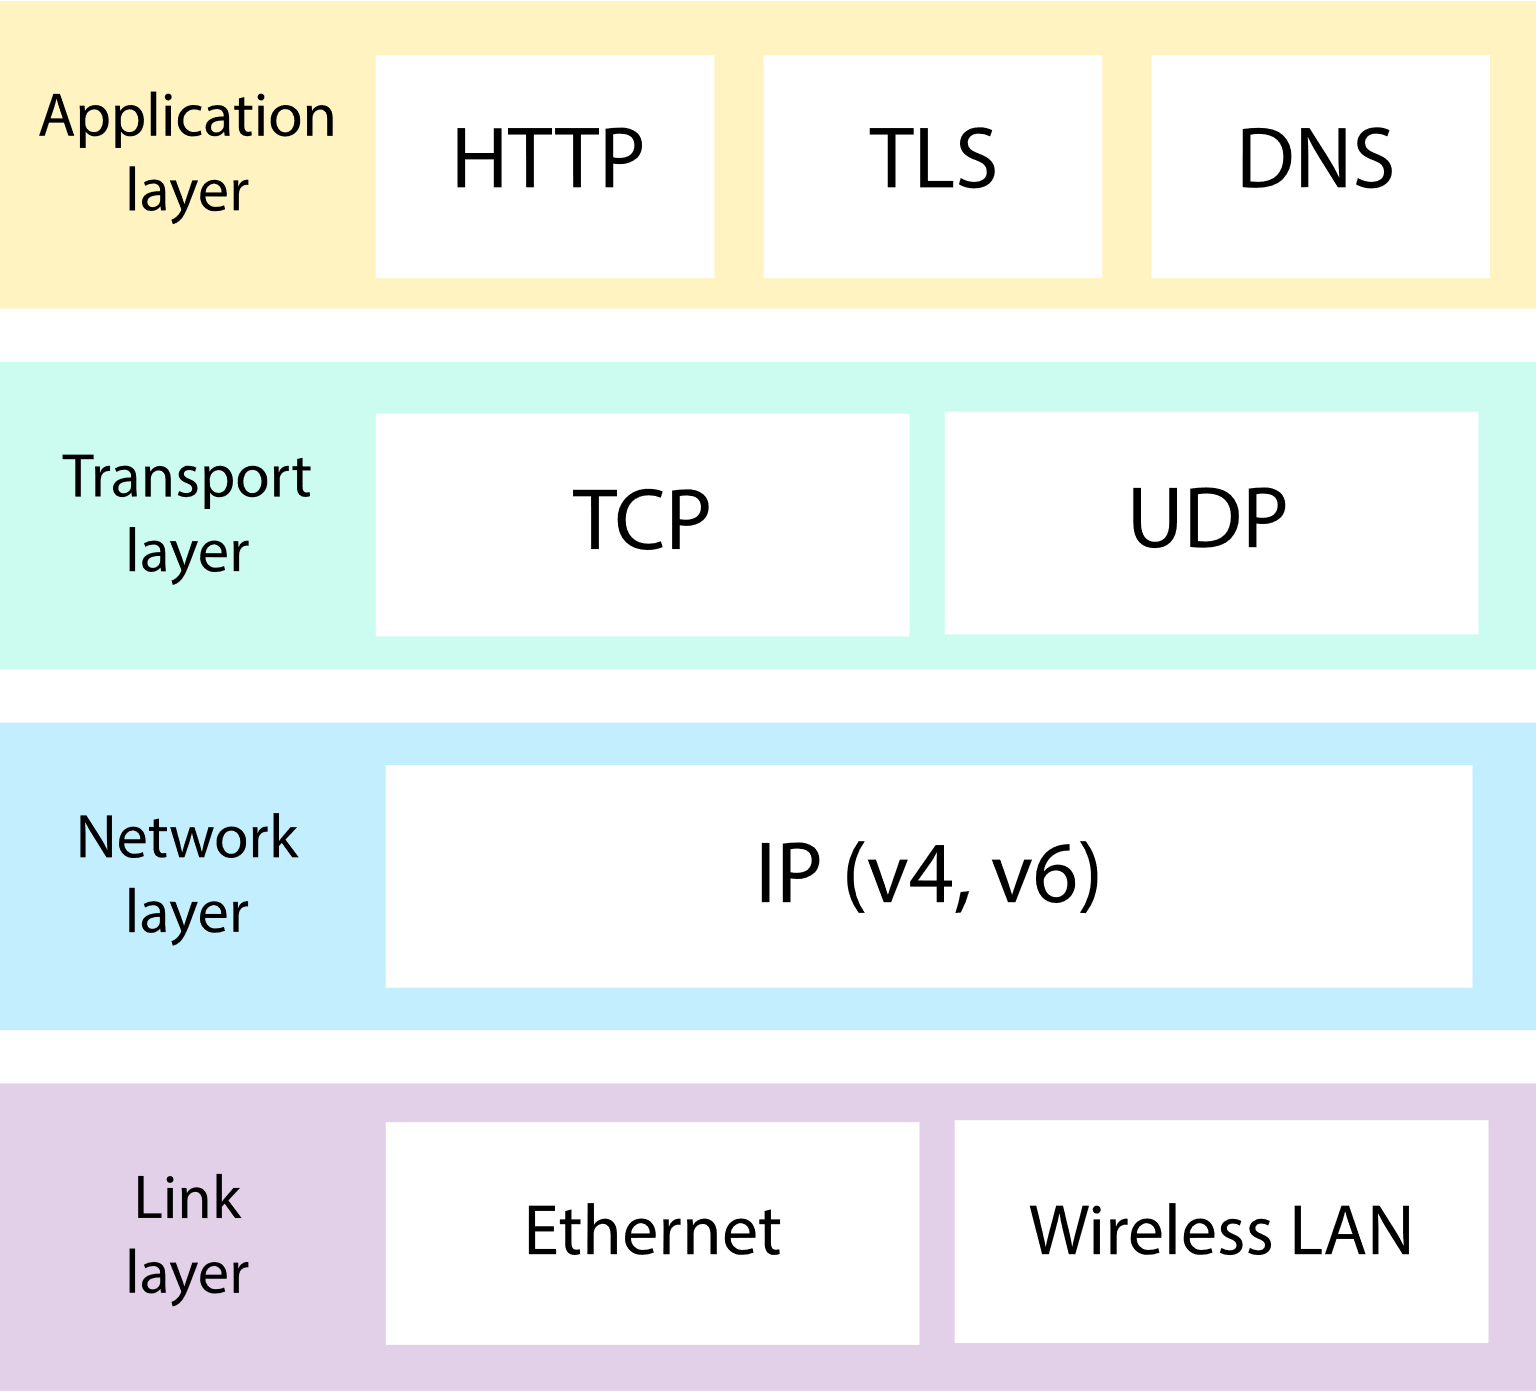 Application
layer
HTTP
TLS
DNS
Transport
layer
TCP
UDP
Network
layer
IP (v4, v6)
Link
layer
Ethernet
Wireless LAN